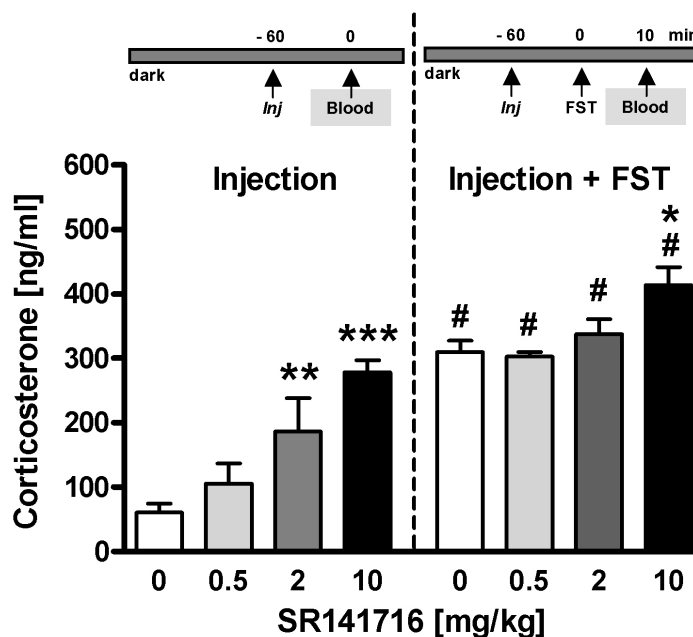 - 60 0
dark
Inj Blood
- 60 0 10 min
dark
Inj FST Blood
Injection
Injection + FST
Corticosterone [ng/ml]
600
500
400
300
200
100
0
** ***
# # # * #
0 0.5 2 10 0 0.5 2 10
SR141716 [mg/kg]